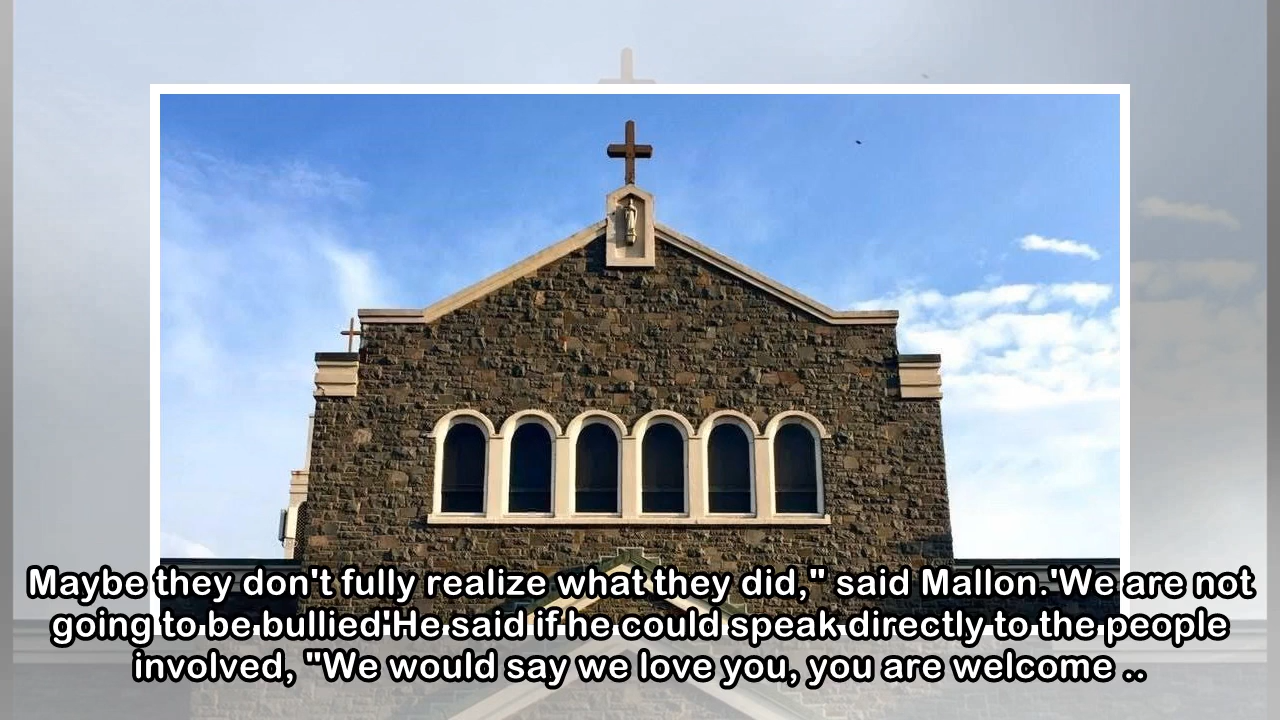 Maybe they don't fully realize what they did," said Mallon.'We are not
going to be bullied'He said if he could speak directly to the people
involved, "We would say we love you, you are welcome ..